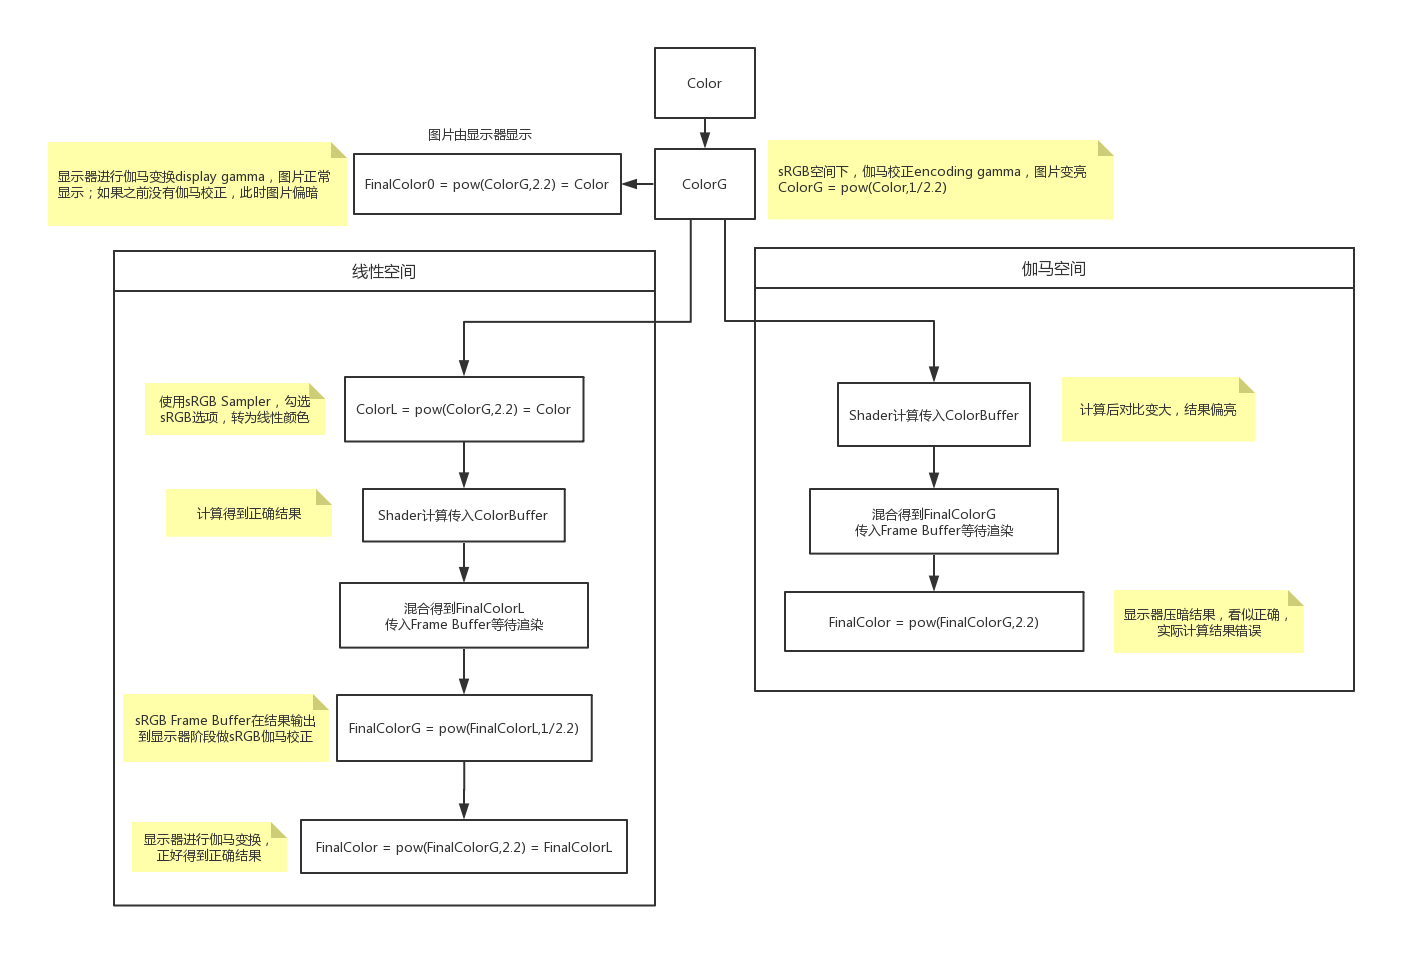 Color
图片由显示器显示
显示器进行伽马变换display gamma，图片正常
显示；如果之前没有伽马校正，此时图片偏暗
FinalColor0 = pow(ColorG,2.2) = Color
ColorG
sRGB空间下，伽马校正encoding gamma，图片变亮
ColorG = pow(Color,1/2.2)
线性空间
使用sRGB Sampler，勾选
sRGB选项，转为线性颜色
ColorL = pow(ColorG,2.2) = Color
计算得到正确结果
Shader计算传入ColorBuffer
混合得到FinalColorL
传入Frame Buffer等待渲染
sRGB Frame Buffer在结果输出
到显示器阶段做sRGB伽马校正
FinalColorG = pow(FinalColorL,1/2.2)
显示器进行伽马变换，
正好得到正确结果
FinalColor = pow(FinalColorG,2.2) = FinalColorL
伽马空间
Shader计算传入ColorBuffer
计算后对比变大，结果偏亮
混合得到FinalColorG
传入Frame Buffer等待渲染
FinalColor = pow(FinalColorG,2.2)
显示器压暗结果，看似正确，
实际计算结果错误